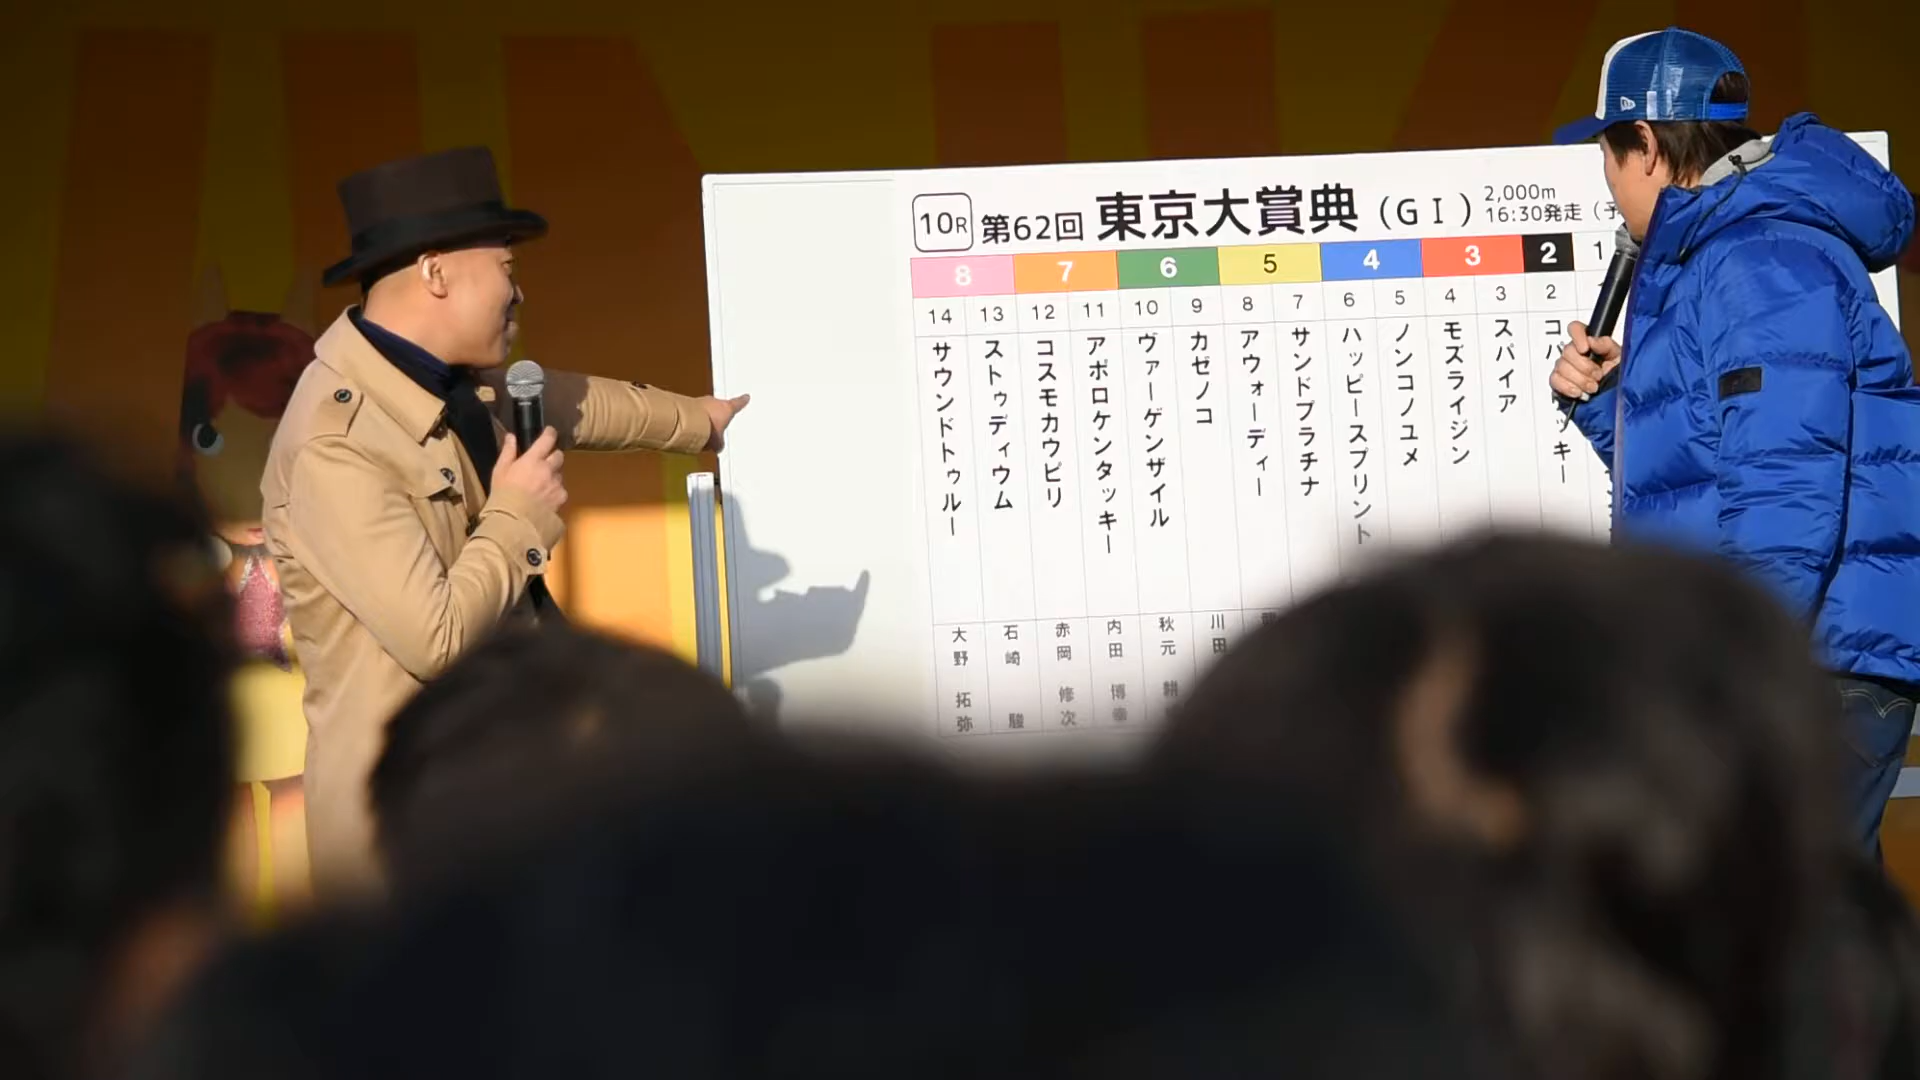 10R 第62回 東京大賞典(GⅠ) 2,000m
16:30発走(予
8 7 6 5 4 3 2 1
14 13 12 11 10 9 8 7 6 5 4 3 2
サウンドトゥルー
ストゥディウム
コスモカウピリ
アポロケンタッキー
ヴァーゲンザイル
カゼノコ
アウォーディー
サンドプラチナ
ハッピースプリント
ノンコノユメ
モズライジン
スパイア
コパ
ッキー
大野 拓弥
石崎 駿
赤岡 修次
内田 博幸
秋元
川田